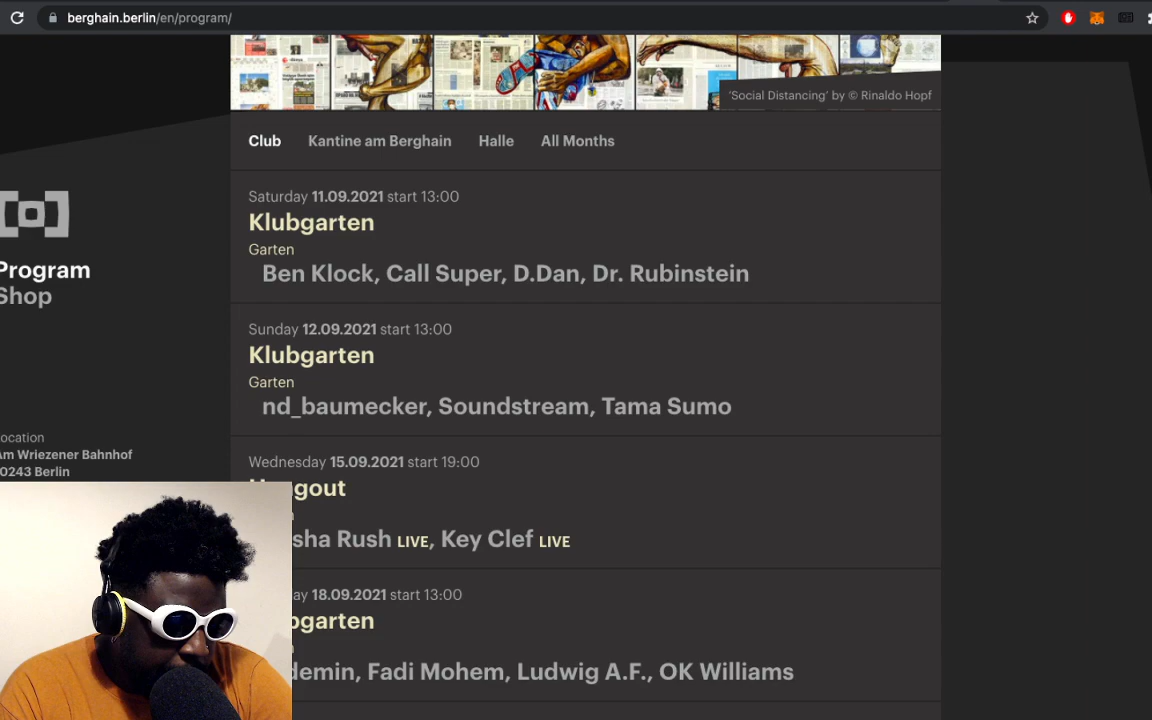 berghain.berlin/en/program/
'Social Distancing' by © Rinaldo Hopf
Club Kantine am Berghain Halle All Months
Saturday 11.09.2021 start 13:00
Klubgarten
Garten
Ben Klock, Call Super, D.Dan, Dr. Rubinstein
Program
Shop
Sunday 12.09.2021 start 13:00
Klubgarten
Garten
nd_baumecker, Soundstream, Tama Sumo
ocation
Am Wriezener Bahnhof
0243 Berlin
Wednesday 15.09.2021 start 19:00
gout
sha Rush LIVE, Key Clef LIVE
ay 18.09.2021 start 13:00
ogarten
demin, Fadi Mohem, Ludwig A.F., OK Williams